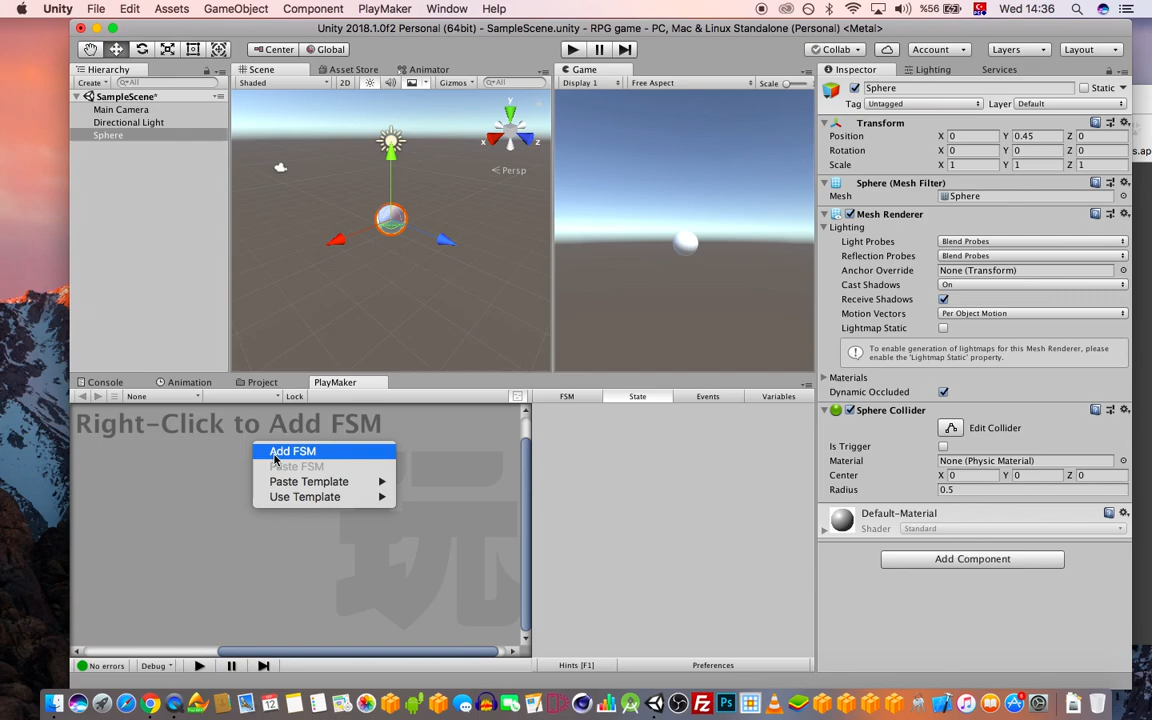 Unity File Edit Assets GameObject Component PlayMaker Window Help %56 Wed 14:36
Unity 2018.1.0f2 Personal (64bit) - SampleScene.unity - RPG game - PC, Mac & Linux Standalone (Personal) <Metal>
Center Global Collab Account Layers Layout
Hierarchy Scene Asset Store Animator Game Inspector Lighting Services
Create All Shaded 2D Gizmos All Display 1 Free Aspect Scale Sphere Static
SampleScene* Tag Untagged Layer Default
Main Camera
Directional Light
Sphere
y
x z
Persp
Transform
Position X 0 Y 0.45 Z 0
Rotation X 0 Y 0 Z 0
Scale X 1 Y 1 Z 1
Sphere (Mesh Filter)
Mesh Sphere
Mesh Renderer
Lighting
Light Probes Blend Probes
Reflection Probes Blend Probes
Anchor Override None (Transform)
Cast Shadows On
Receive Shadows
Motion Vectors Per Object Motion
Lightmap Static
To enable generation of lightmaps for this Mesh Renderer, please
enable the 'Lightmap Static' property.
Materials
Dynamic Occluded
Sphere Collider
Edit Collider
Is Trigger
Material None (Physic Material)
Center X 0 Y 0 Z 0
Radius 0.5
Default-Material
Shader Standard
Add Component
Console Animation Project PlayMaker
None Lock FSM State Events Variables
Right-Click to Add FSM
Add FSM
Paste FSM
Paste Template
Use Template
玩
No errors Debug Hints [F1] Preferences
s.ap